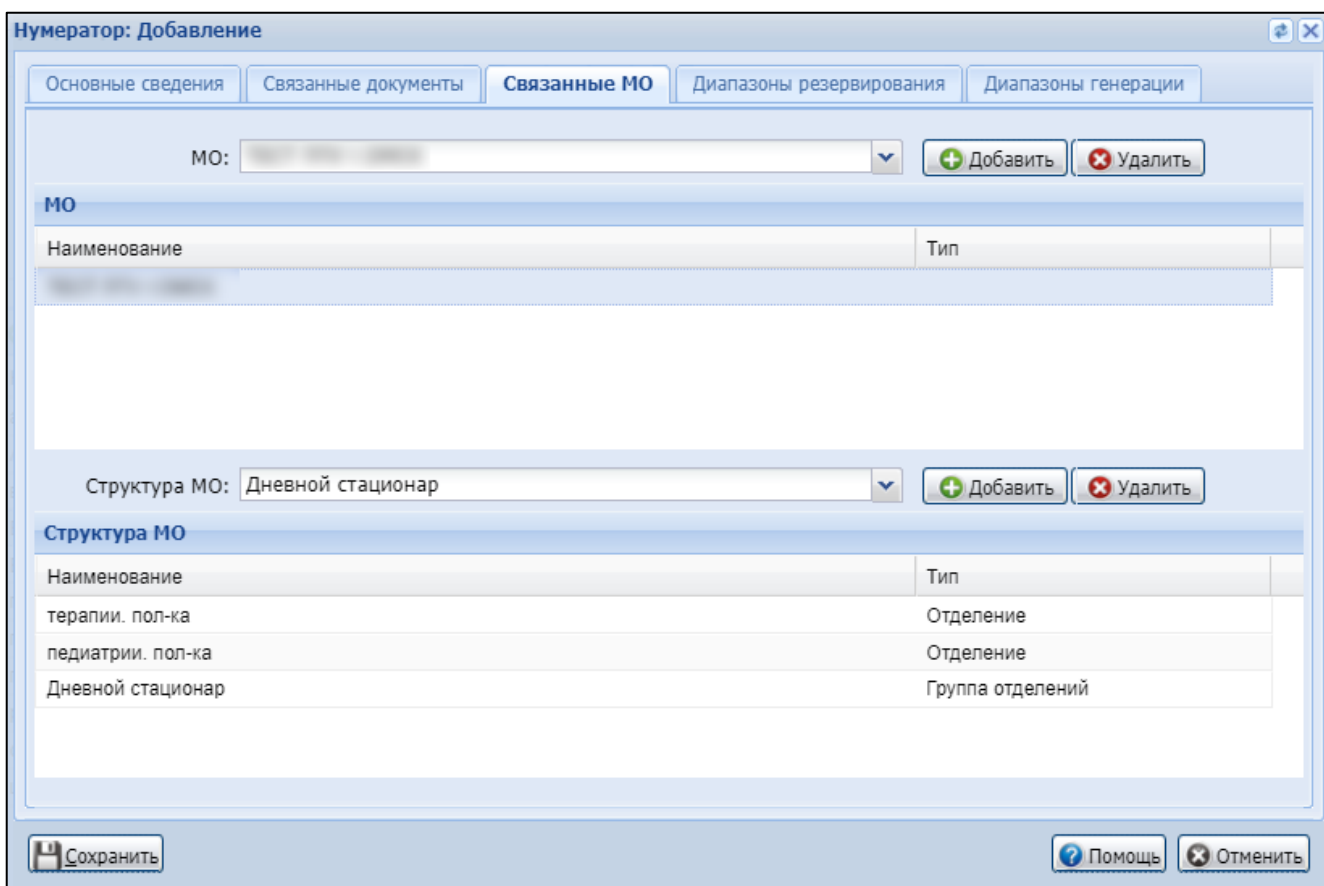 Нумератор: Добавление
Основные сведения Связанные документы Связанные МО Диапазоны резервирования Диапазоны генерации
МО: Добавить Удалить
МО
Наименование Тип
Структура МО: Дневной стационар Добавить Удалить
Структура МО
Наименование Тип
терапии. пол-ка Отделение
педиатрии. пол-ка Отделение
Дневной стационар Группа отделений
Сохранить Помощь Отменить